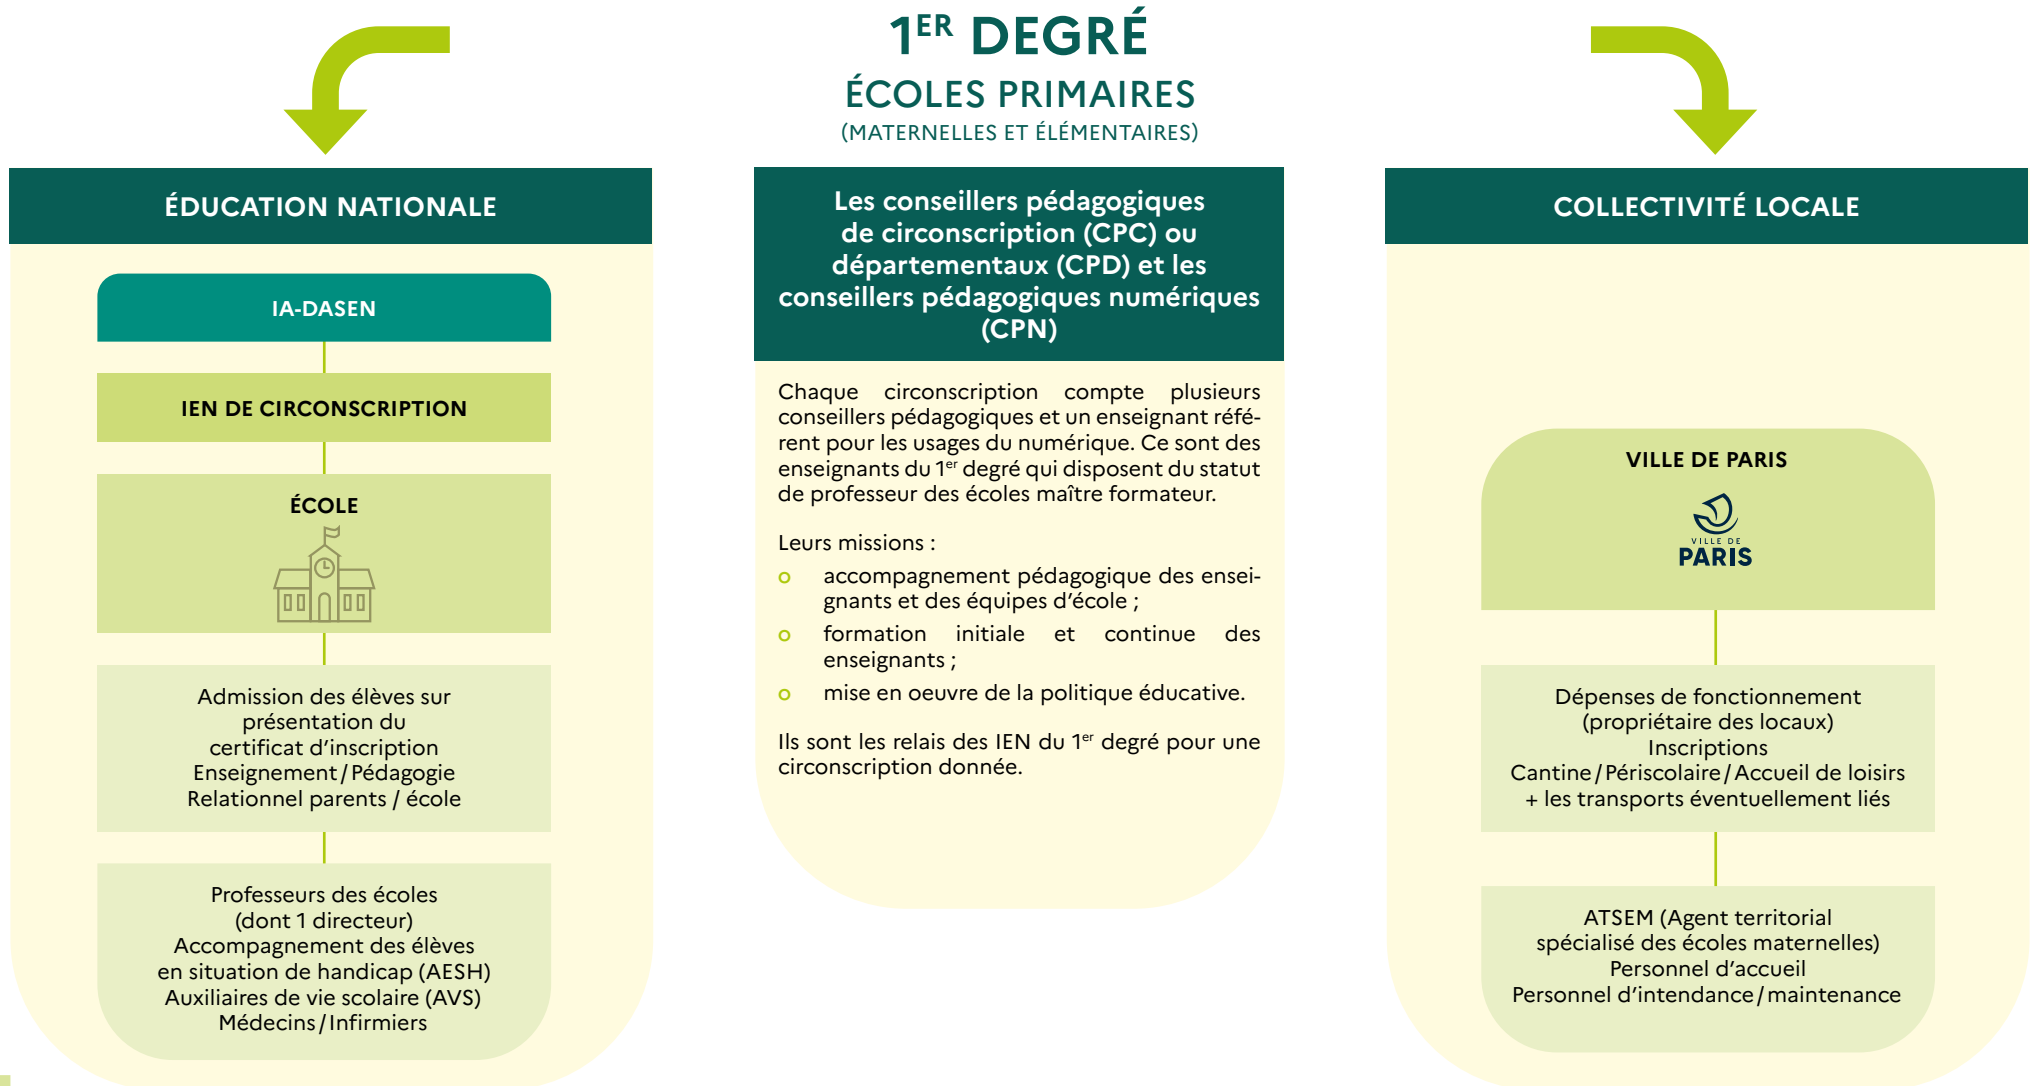 1ER DEGRÉ
ÉCOLES PRIMAIRES
(MATERNELLES ET ÉLÉMENTAIRES)
ÉDUCATION NATIONALE
IA-DASEN
IEN DE CIRCONSCRIPTION
ÉCOLE
Admission des élèves sur
présentation du
certificat d’inscription
Enseignement / Pédagogie
Relationnel parents / école
Professeurs des écoles
(dont 1 directeur)
Accompagnement des élèves
en situation de handicap (AESH)
Auxiliaires de vie scolaire (AVS)
Médecins / Infirmiers
Les conseillers pédagogiques
de circonscription (CPC) ou
départementaux (CPD) et les
conseillers pédagogiques numériques
(CPN)
Chaque circonscription compte plusieurs
conseillers pédagogiques et un enseignant réfé-
rent pour les usages du numérique. Ce sont des
enseignants du 1er degré qui disposent du statut
de professeur des écoles maître formateur.
Leurs missions :
o accompagnement pédagogique des ensei-
gnants et des équipes d’école ;
o formation initiale et continue des
enseignants ;
o mise en oeuvre de la politique éducative.
Ils sont les relais des IEN du 1er degré pour une
circonscription donnée.
COLLECTIVITÉ LOCALE
VILLE DE PARIS
VILLE DE
PARIS
Dépenses de fonctionnement
(propriétaire des locaux)
Inscriptions
Cantine / Périscolaire / Accueil de loisirs
+ les transports éventuellement liés
ATSEM (Agent territorial
spécialisé des écoles maternelles)
Personnel d’accueil
Personnel d’intendance / maintenance